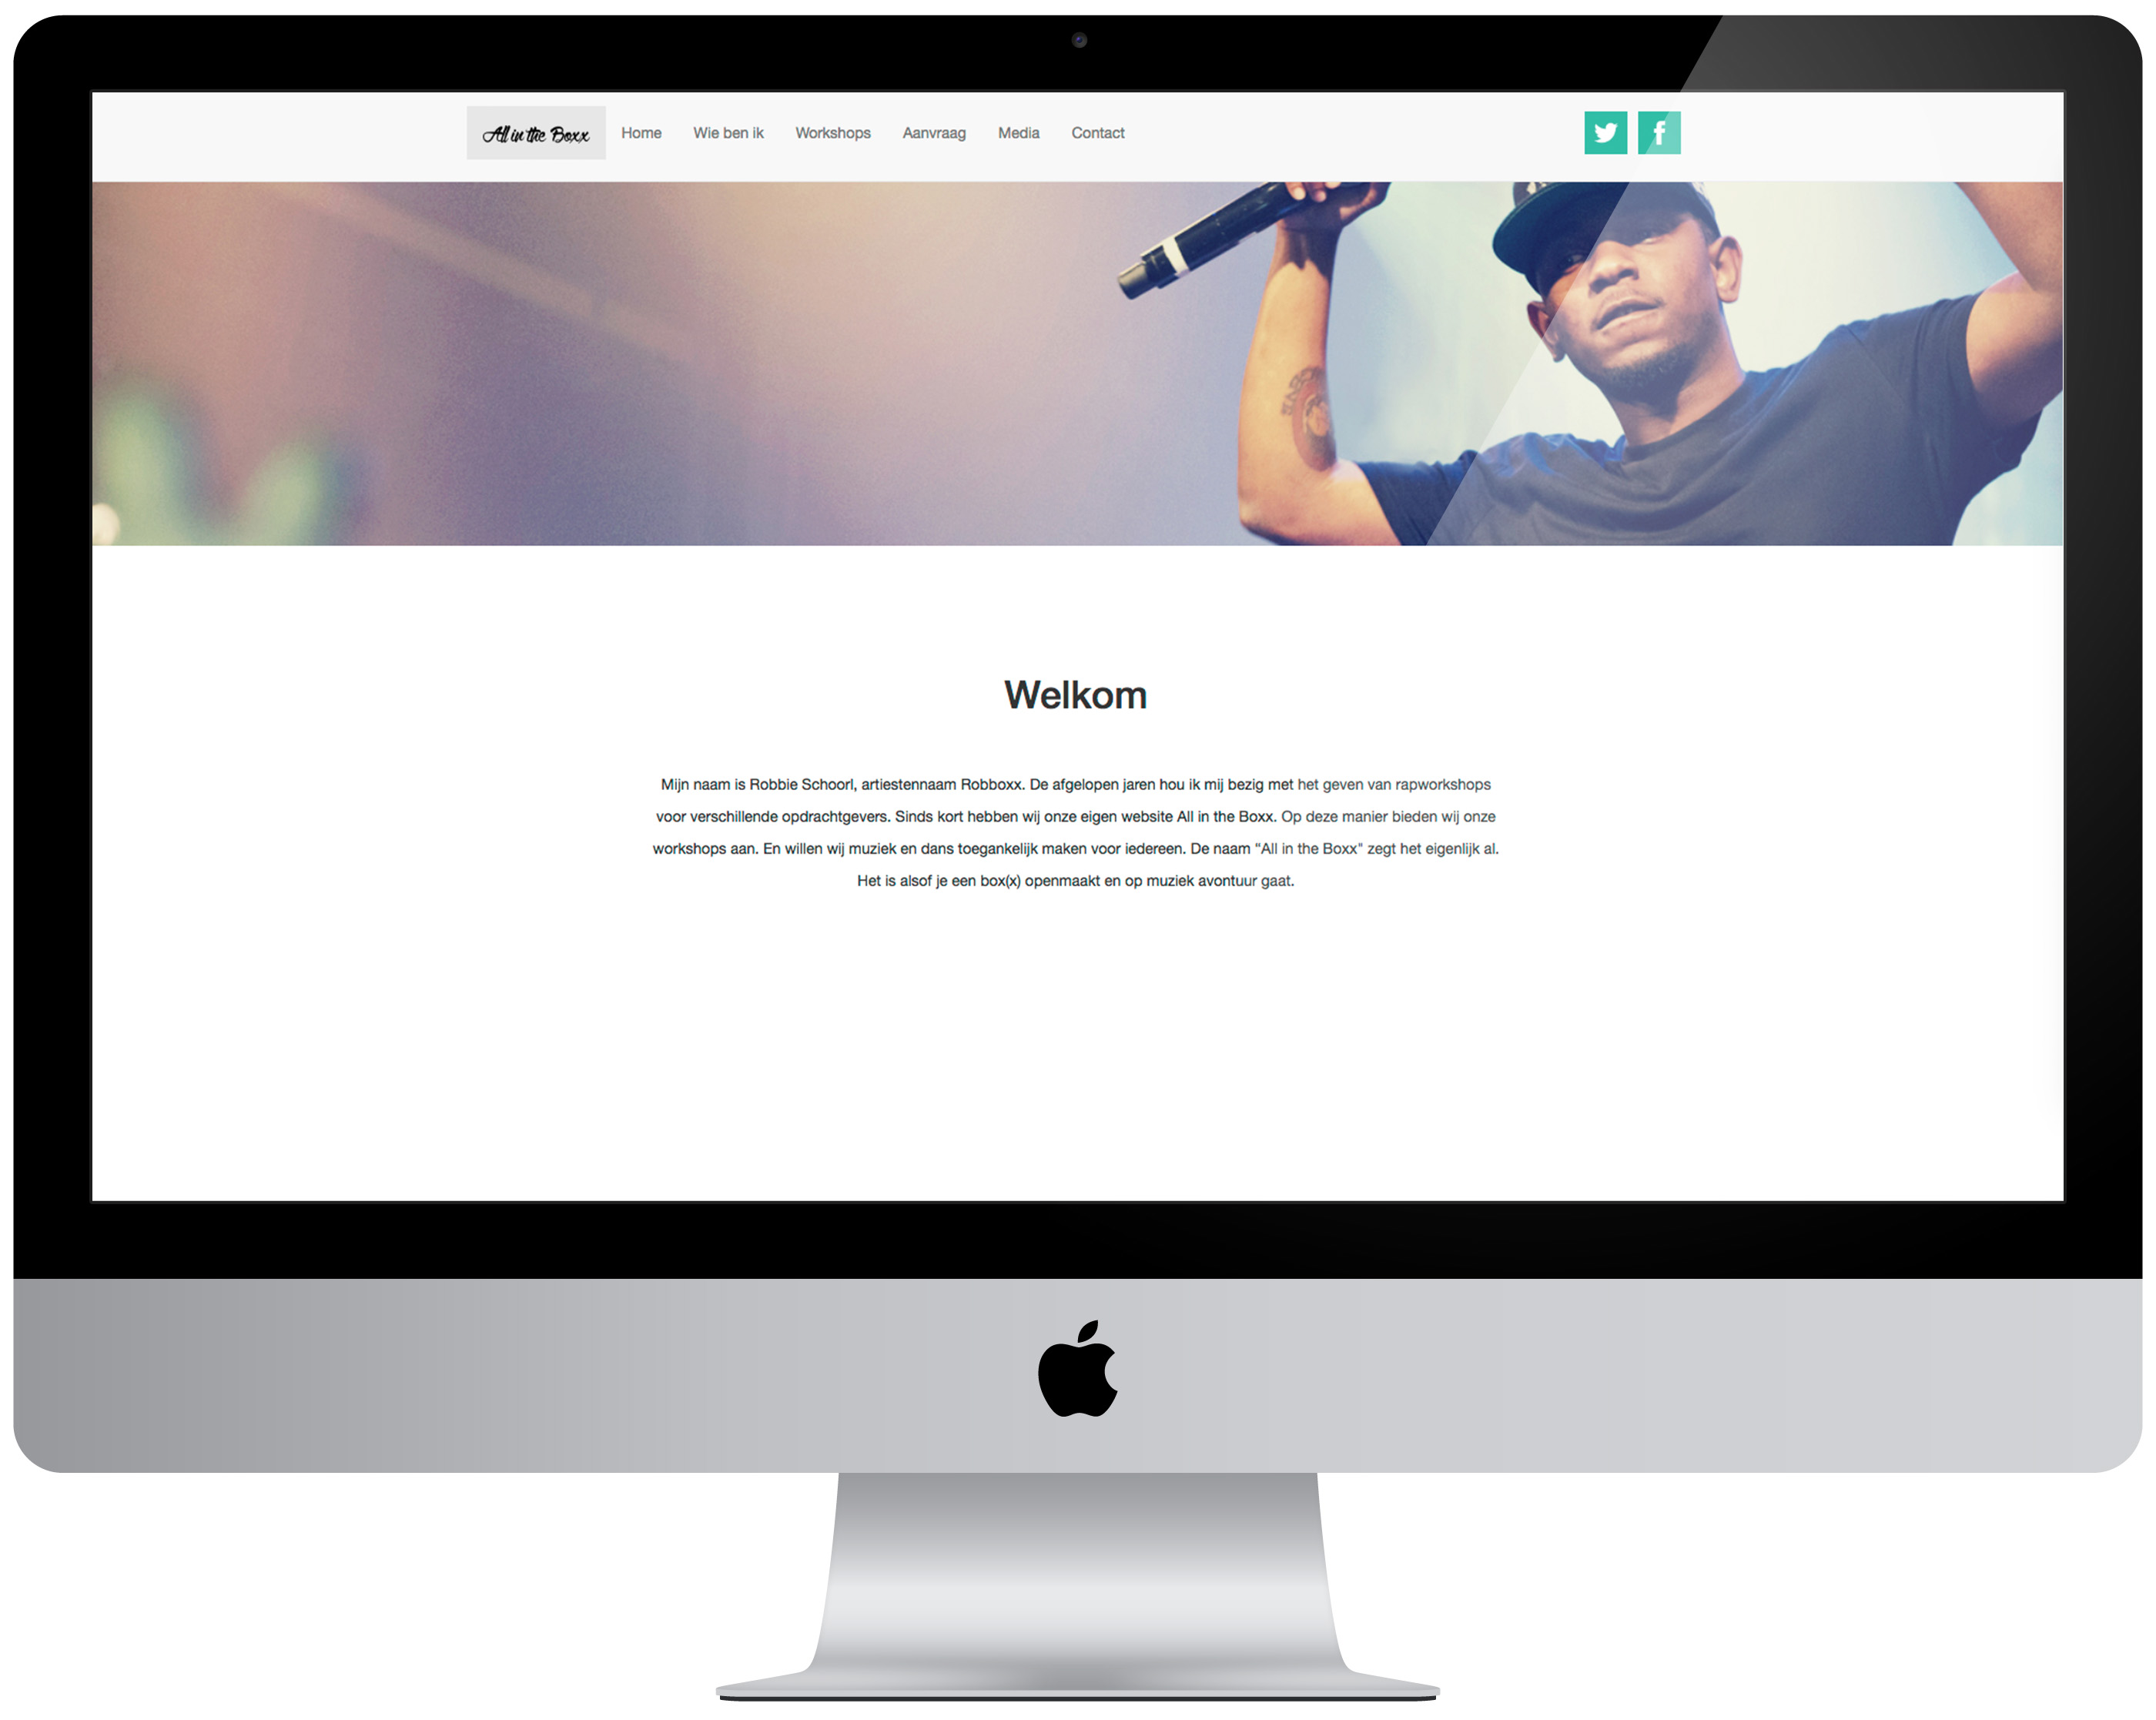 All in the Boxx
Home Wie ben ik Workshops Aanvraag Media Contact
Welkom
Mijn naam is Robbie Schoorl, artiestennaam Robboxx. De afgelopen jaren hou ik mij bezig met het geven van rapworkshops
voor verschillende opdrachtgevers. Sinds kort hebben wij onze eigen website All in the Boxx. Op deze manier bieden wij onze
workshops aan. En willen wij muziek en dans toegankelijk maken voor iedereen. De naam "All in the Boxx" zegt het eigenlijk al.
Het is alsof je een box(x) openmaakt en op muziek avontuur gaat.